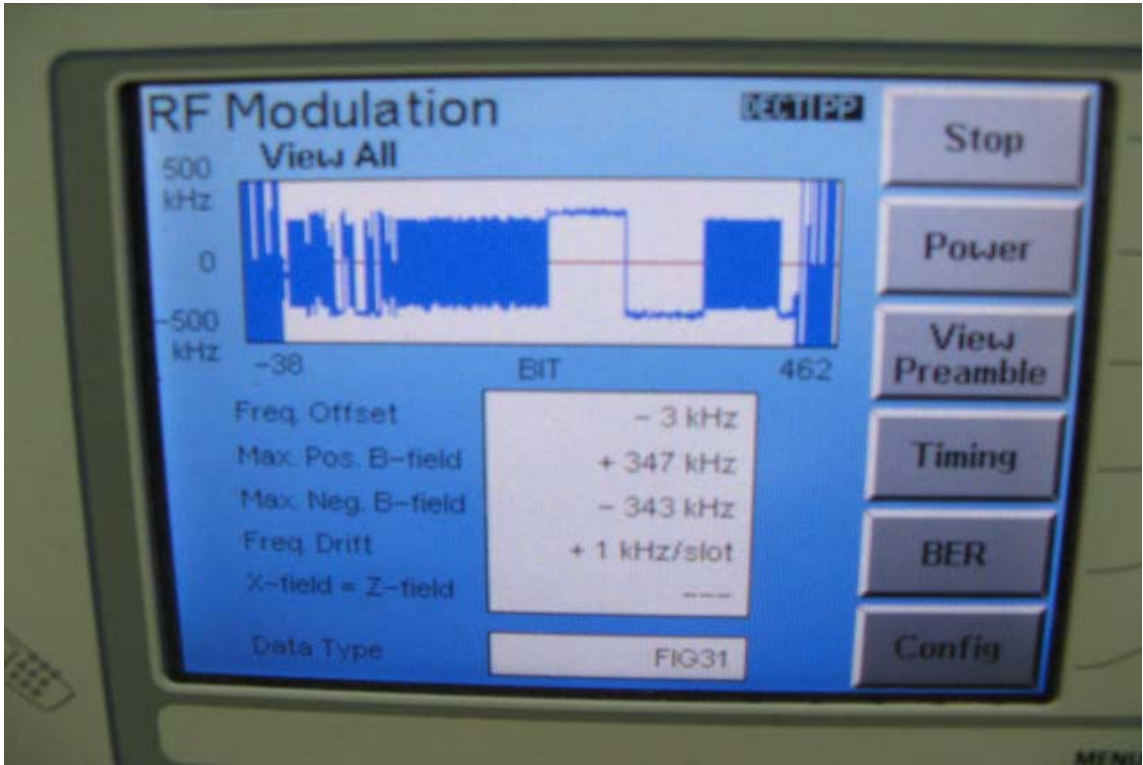 RF Modulation
DECT PP
View All
500
kHz
0
-500
kHz
-38 BIT 462
Freq. Offset - 3 kHz
Max. Pos. B-field + 347 kHz
Max. Neg. B-field - 343 kHz
Freq. Drift + 1 kHz/slot
X-field = Z-field ---
Data Type FIG31
Stop
Power
View
Preamble
Timing
BER
Config
MENU